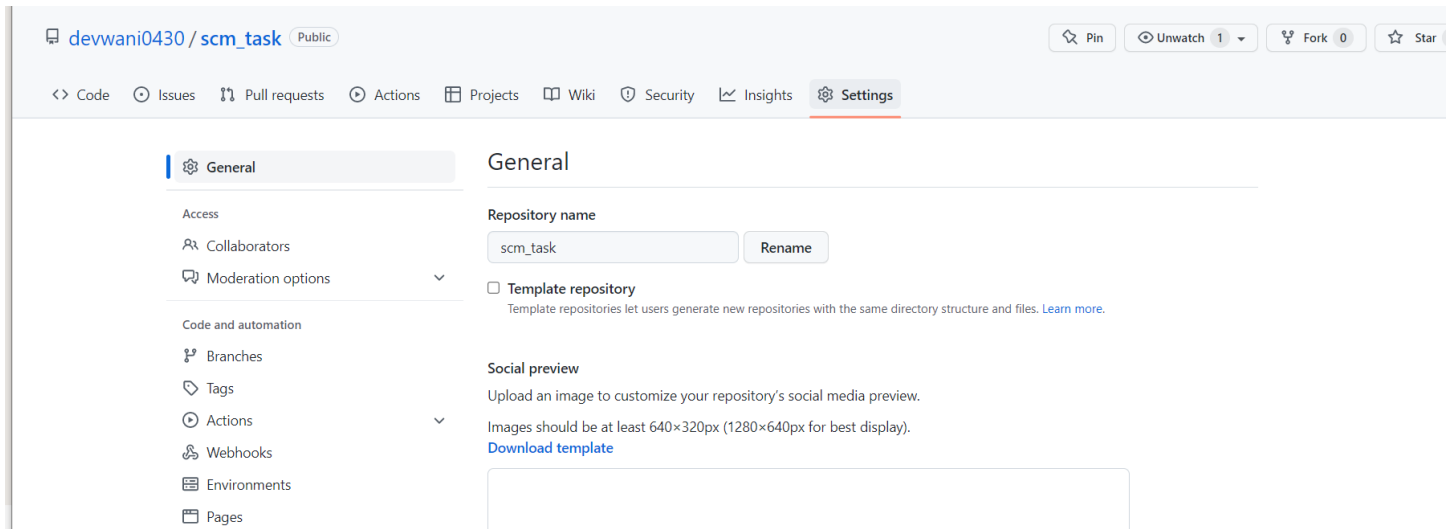 devwani0430 / scm_task Public
Pin
Unwatch 1
Fork 0
Star
Code
Issues
Pull requests
Actions
Projects
Wiki
Security
Insights
Settings
General
Access
Collaborators
Moderation options
Code and automation
Branches
Tags
Actions
Webhooks
Environments
Pages
General
Repository name
scm_task
Rename
Template repository
Template repositories let users generate new repositories with the same directory structure and files. Learn more.
Social preview
Upload an image to customize your repository’s social media preview.
Images should be at least 640×320px (1280×640px for best display).
Download template